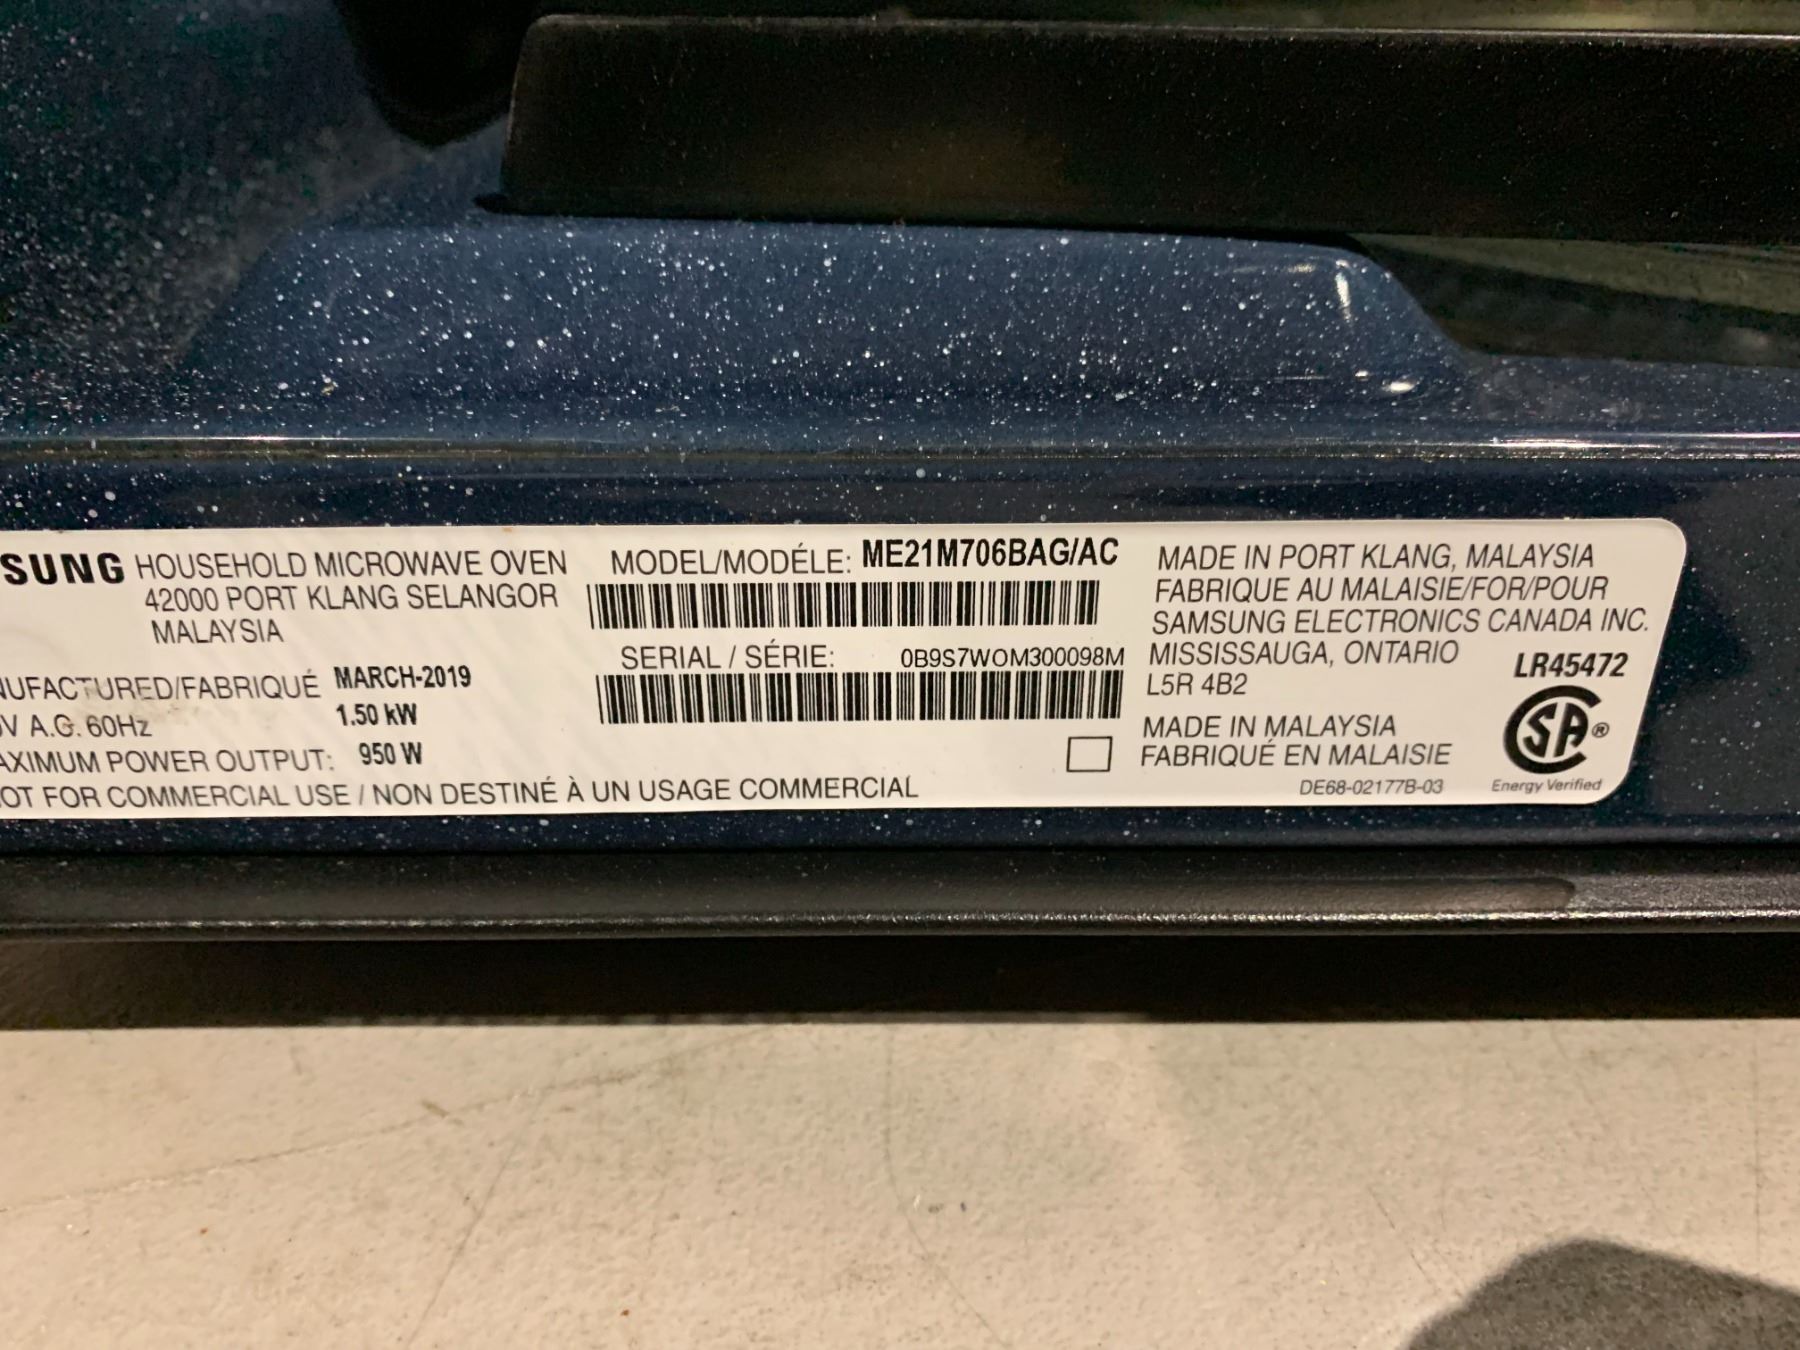 SUNG HOUSEHOLD MICROWAVE OVEN
42000 PORT KLANG SELANGOR
MALAYSIA
NUFACTURED/FABRIQUÉ MARCH-2019
0V A.C. 60Hz 1.50 kW
AXIMUM POWER OUTPUT: 950 W
OT FOR COMMERCIAL USE / NON DESTINÉ À UN USAGE COMMERCIAL
MODEL/MODÉLE: ME21M706BAG/AC
SERIAL / SÉRIE: 0B9S7WOM300098M
MADE IN PORT KLANG, MALAYSIA
FABRIQUE AU MALAISIE/FOR/POUR
SAMSUNG ELECTRONICS CANADA INC.
MISSISSAUGA, ONTARIO
L5R 4B2
MADE IN MALAYSIA
FABRIQUÉ EN MALAISIE
DE68-02177B-03
LR45472
SA ®
Energy Verified